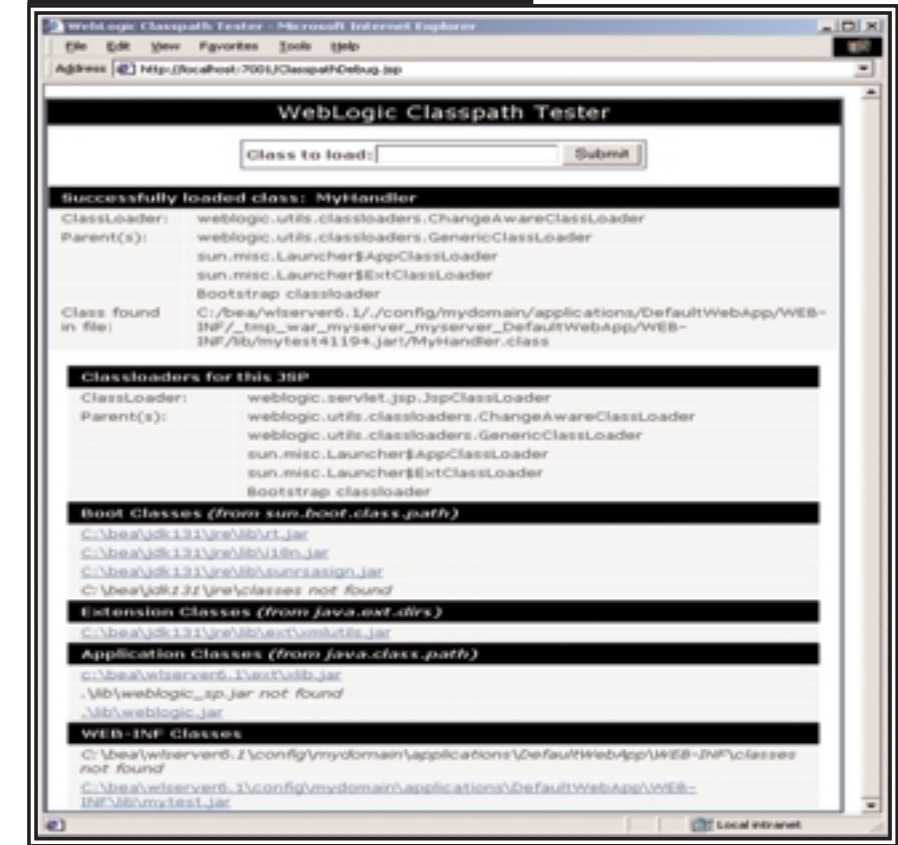 WebLogic Classpath Tester - Microsoft Internet Explorer
File Edit View Favorites Tools Help
Address http://localhost:7001/ClasspathDebug.jsp
WebLogic Classpath Tester
Class to load: Submit
Successfully loaded class: MyHandler
ClassLoader: weblogic.utils.classloaders.ChangeAwareClassLoader
Parent(s): weblogic.utils.classloaders.GenericClassLoader
sun.misc.Launcher$AppClassLoader
sun.misc.Launcher$ExtClassLoader
Bootstrap classloader
Class found in file: C:/bea/wlserver6.1/./config/mydomain/applications/DefaultWebApp/WEB-
INF/_tmp_war_myserver_myserver_DefaultWebApp/WEB-
INF/lib/mytest41194.jar!/MyHandler.class
Classloaders for this JSP
ClassLoader: weblogic.servlet.jsp.JspClassLoader
Parent(s): weblogic.utils.classloaders.ChangeAwareClassLoader
weblogic.utils.classloaders.GenericClassLoader
sun.misc.Launcher$AppClassLoader
sun.misc.Launcher$ExtClassLoader
Bootstrap classloader
Boot Classes (from sun.boot.class.path)
C:\bea\jdk131\jre\lib\rt.jar
C:\bea\jdk131\jre\lib\i18n.jar
C:\bea\jdk131\jre\lib\sunrsasign.jar
C:\bea\jdk131\jre\classes not found
Extension Classes (from java.ext.dirs)
C:\bea\jdk131\jre\lib\ext\xmlutils.jar
Application Classes (from java.class.path)
c:\bea\wlserver6.1\ext\xlib.jar
.\lib\weblogic_sp.jar not found
.\lib\weblogic.jar
WEB-INF Classes
C:\bea\wlserver6.1\config\mydomain\applications\DefaultWebApp\WEB-INF\classes
not found
C:\bea\wlserver6.1\config\mydomain\applications\DefaultWebApp\WEB-
INF\lib\mytest.jar
Local intranet